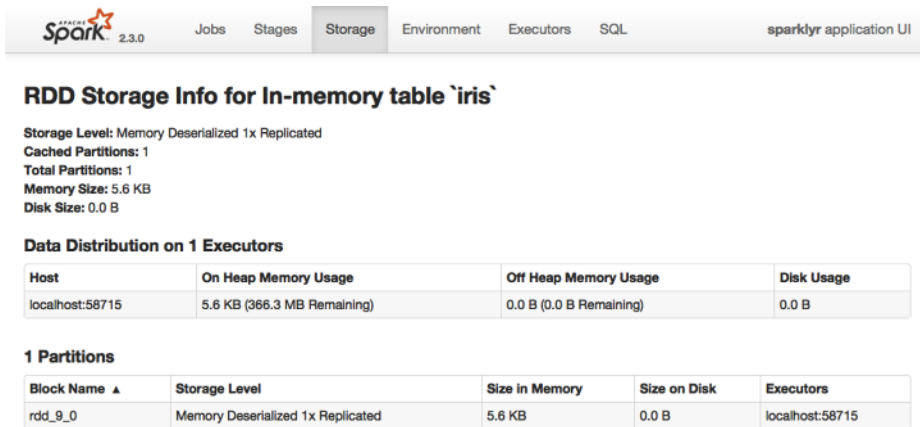 APACHE Spark 2.3.0 Jobs Stages Storage Environment Executors SQL sparklyr application UI
RDD Storage Info for In-memory table `iris`
Storage Level: Memory Deserialized 1x Replicated
Cached Partitions: 1
Total Partitions: 1
Memory Size: 5.6 KB
Disk Size: 0.0 B
Data Distribution on 1 Executors
Host On Heap Memory Usage Off Heap Memory Usage Disk Usage
localhost:58715 5.6 KB (366.3 MB Remaining) 0.0 B (0.0 B Remaining) 0.0 B
1 Partitions
Block Name ▲ Storage Level Size in Memory Size on Disk Executors
rdd_9_0 Memory Deserialized 1x Replicated 5.6 KB 0.0 B localhost:58715